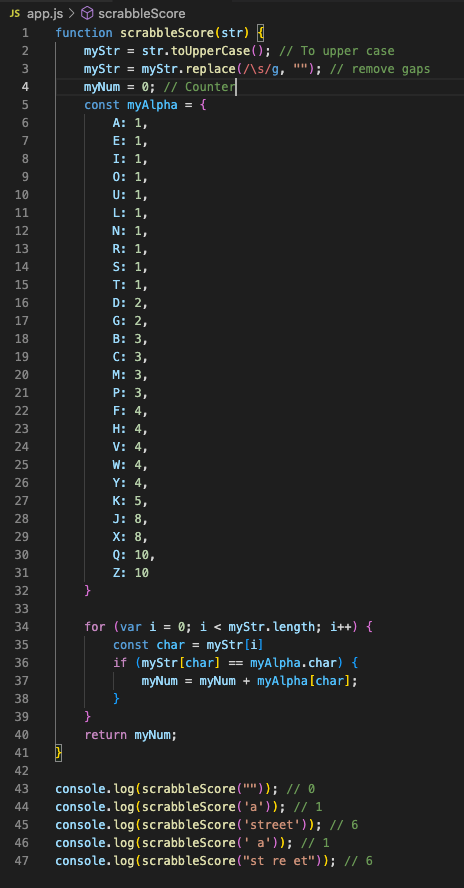 JS app.js > scrabbleScore
1 function scrabbleScore(str) {
2     myStr = str.toUpperCase(); // To upper case
3     myStr = myStr.replace(/\s/g, ""); // remove gaps
4     myNum = 0; // Counter
5     const myAlpha = {
6         A: 1,
7         E: 1,
8         I: 1,
9         O: 1,
10         U: 1,
11         L: 1,
12         N: 1,
13         R: 1,
14         S: 1,
15         T: 1,
16         D: 2,
17         G: 2,
18         B: 3,
19         C: 3,
20         M: 3,
21         P: 3,
22         F: 4,
23         H: 4,
24         V: 4,
25         W: 4,
26         Y: 4,
27         K: 5,
28         J: 8,
29         X: 8,
30         Q: 10,
31         Z: 10
32     }
33
34     for (var i = 0; i < myStr.length; i++) {
35         const char = myStr[i]
36         if (myStr[char] == myAlpha.char) {
37             myNum = myNum + myAlpha[char];
38         }
39     }
40     return myNum;
41 }
42
43 console.log(scrabbleScore("")); // 0
44 console.log(scrabbleScore('a')); // 1
45 console.log(scrabbleScore('street')); // 6
46 console.log(scrabbleScore(' a')); // 1
47 console.log(scrabbleScore("st re et")); // 6